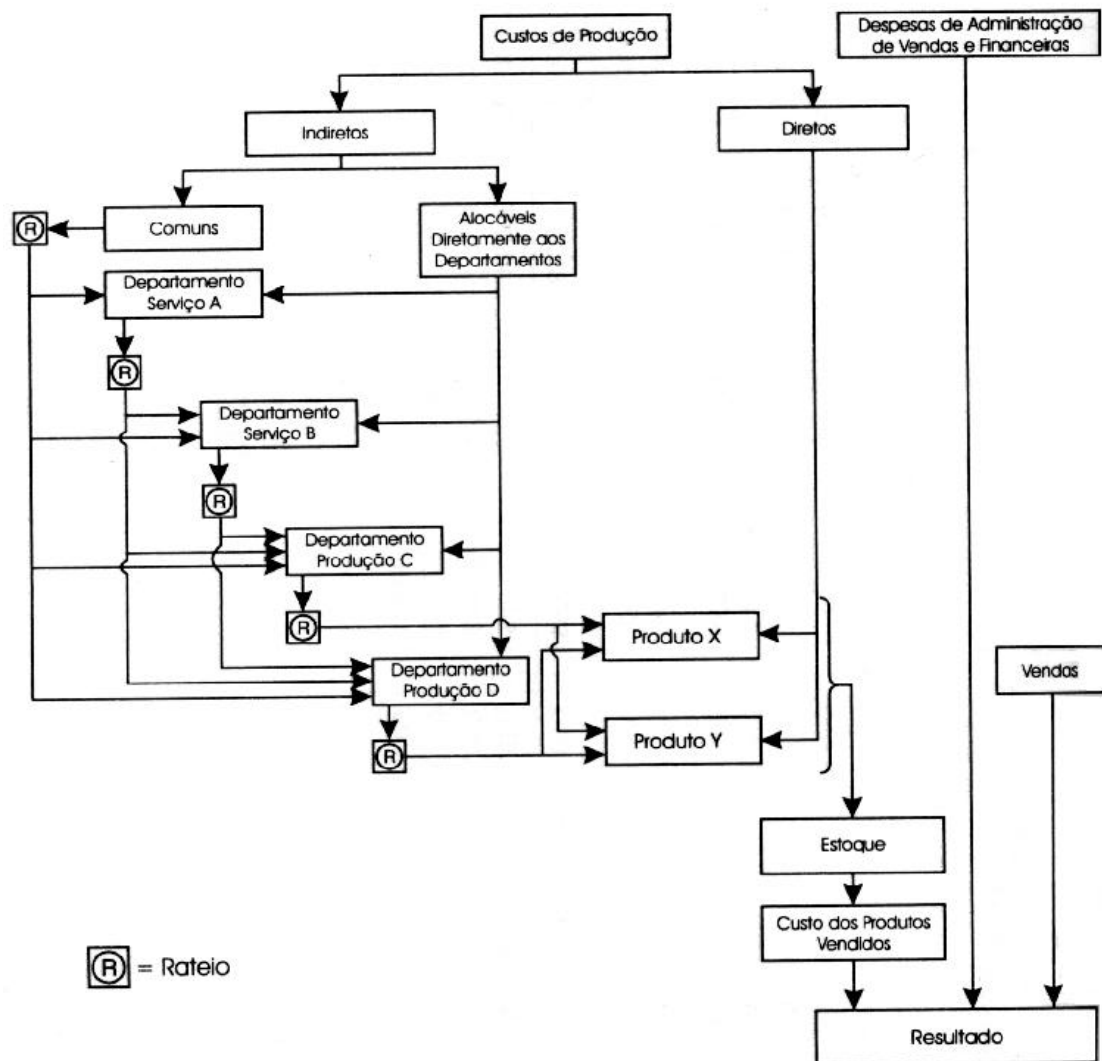 Custos de Produção
Despesas de Administração
de Vendas e Financeiras
Indiretos
Diretos
R
Comuns
Alocáveis
Diretamente aos
Departamentos
Departamento
Serviço A
R
Departamento
Serviço B
R
Departamento
Produção C
R
Produto X
Departamento
Produção D
Vendas
R
Produto Y
Estoque
Custo dos Produtos
Vendidos
R = Rateio
Resultado